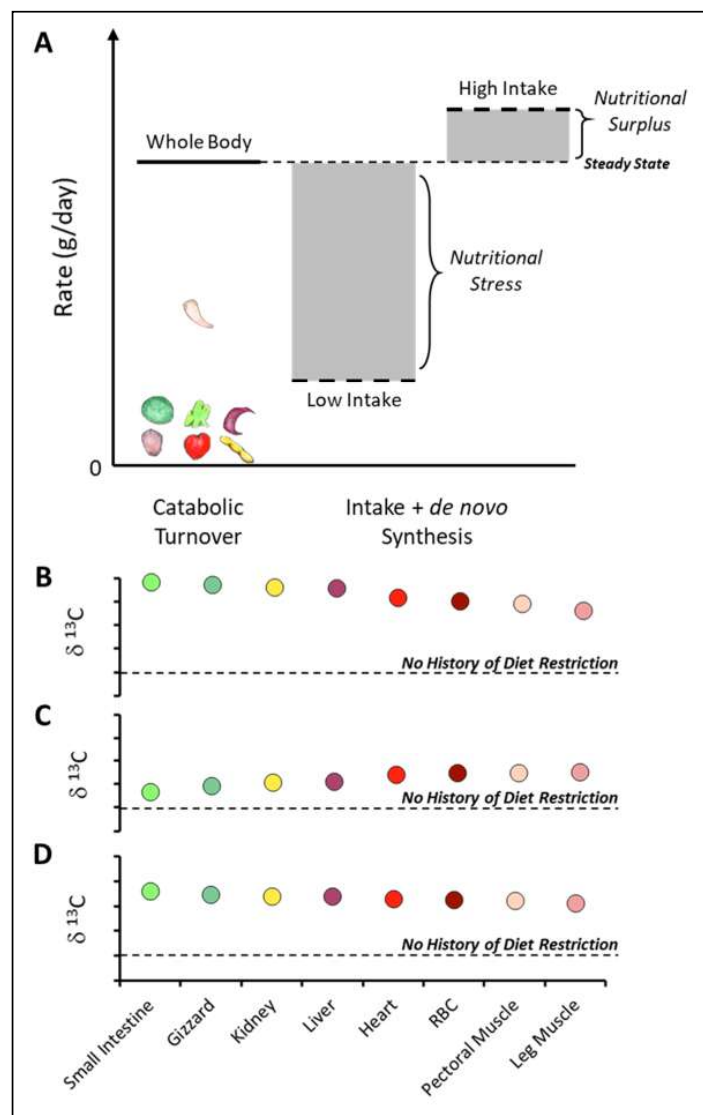 A
High Intake
Nutritional
Surplus
Whole Body
Steady State
Rate (g/day)
Nutritional
Stress
Low Intake
0
Catabolic
Turnover
Intake + de novo
Synthesis
B
δ 13C
No History of Diet Restriction
C
δ 13C
No History of Diet Restriction
D
δ 13C
No History of Diet Restriction
Small Intestine
Gizzard
Kidney
Liver
Heart
RBC
Pectoral Muscle
Leg Muscle